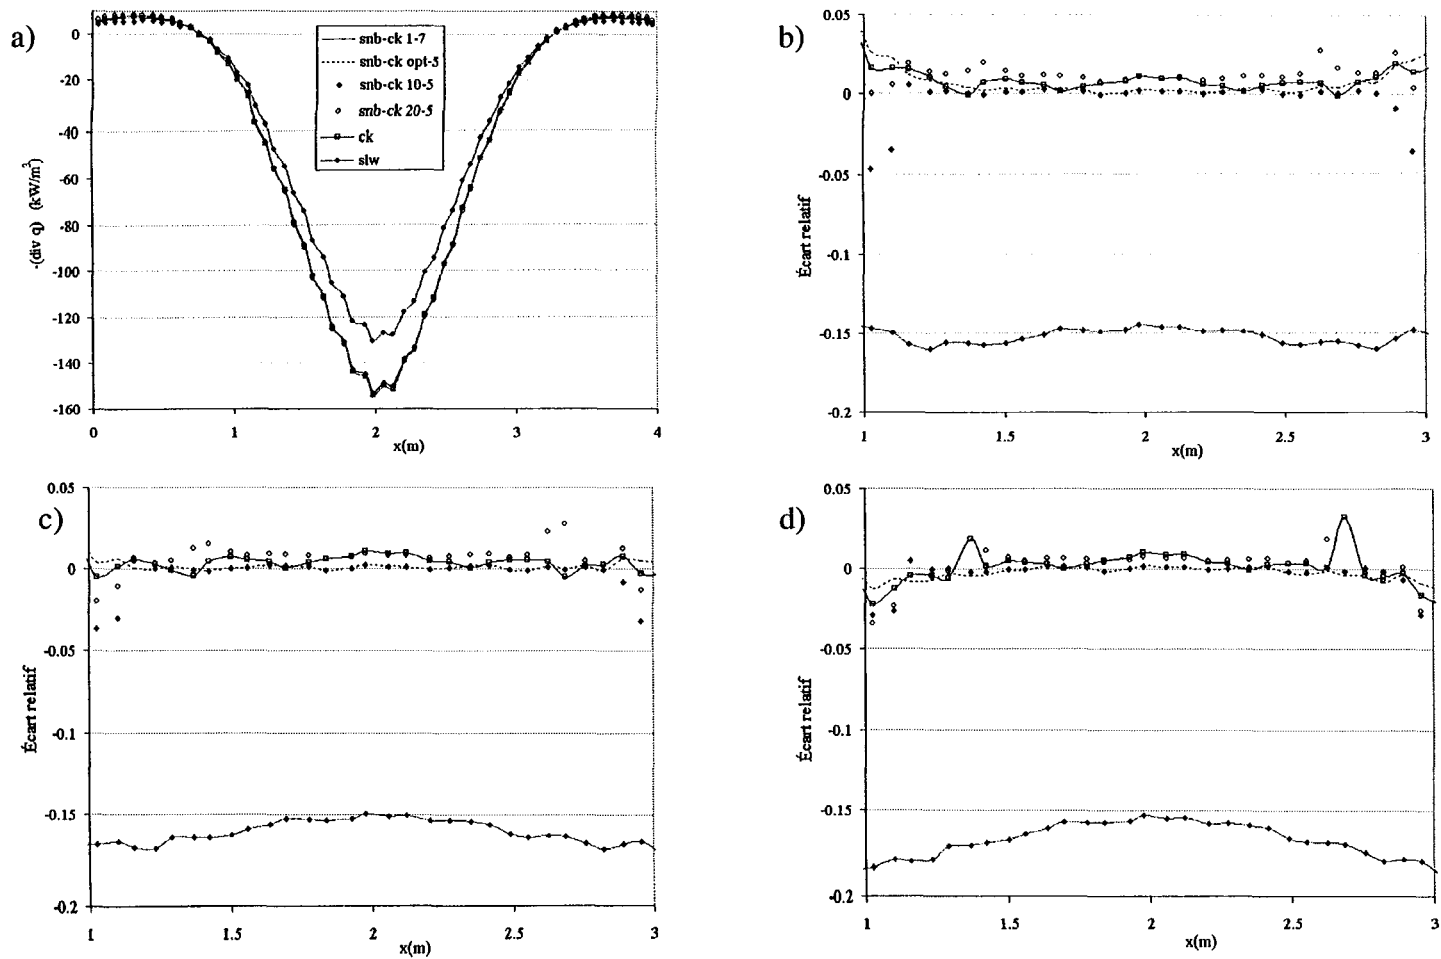 a)
0
-20
-40
-60
-80
-100
-120
-140
-160
-(div q) (kW/m³)
snb-ck 1-7
snb-ck opt-5
snb-ck 10-5
snb-ck 20-5
ck
slw
0 1 2 3 4
x(m)
b)
0.05
0
-0.05
-0.1
-0.15
-0.2
Écart relatif
1 1.5 2 2.5 3
x(m)
c)
0.05
0
-0.05
-0.1
-0.15
-0.2
Écart relatif
1 1.5 2 2.5 3
x(m)
d)
0.05
0
-0.05
-0.1
-0.15
-0.2
Écart relatif
1 1.5 2 2.5 3
x(m)